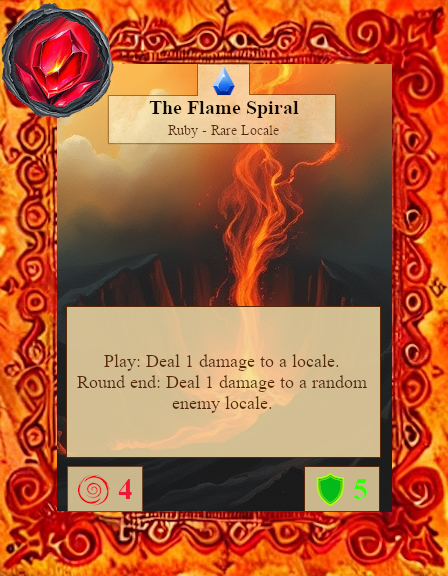 The Flame Spiral
Ruby - Rare Locale
Play: Deal 1 damage to a locale.
Round end: Deal 1 damage to a random
enemy locale.
4
5